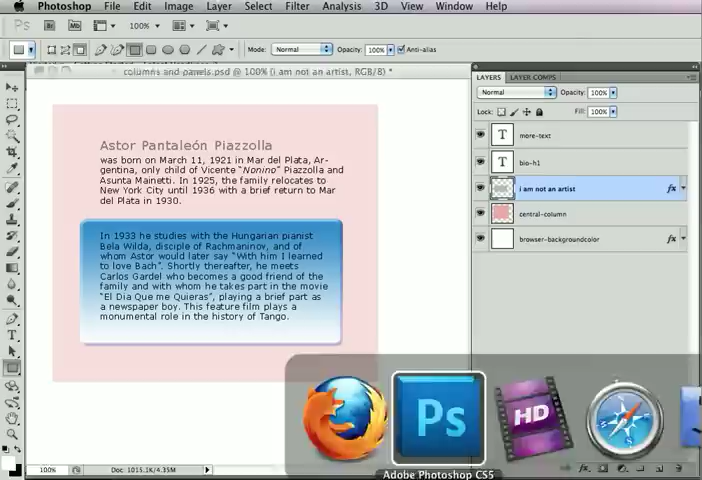 Photoshop File Edit Image Layer Select Filter Analysis 3D View Window Help
Ps Br Mb 100%
Mode: Normal Opacity: 100% Anti-alias
columns and panels.psd @ 100% (i am not an artist, RGB/8) *
LAYERS LAYER COMPS
Normal Opacity: 100%
Lock: Fill: 100%
T more-text
T bio-h1
i am not an artist fx
central-column
browser-backgroundcolor fx
Astor Pantaleón Piazzolla
was born on March 11, 1921 in Mar del Plata, Ar-
gentina, only child of Vicente “Nonino” Piazzolla and
Asunta Mainetti. In 1925, the family relocates to
New York City until 1936 with a brief return to Mar
del Plata in 1930.
In 1933 he studies with the Hungarian pianist
Bela Wilda, disciple of Rachmaninov, and of
whom Astor would later say “With him I learned
to love Bach”. Shortly thereafter, he meets
Carlos Gardel who becomes a good friend of the
family and with whom he takes part in the movie
“El Dia Que me Quieras”, playing a brief part as
a newspaper boy. This feature film plays a
monumental role in the history of Tango.
Ps
HD
100% Doc: 1015.1K/4.35M
Adobe Photoshop CS5